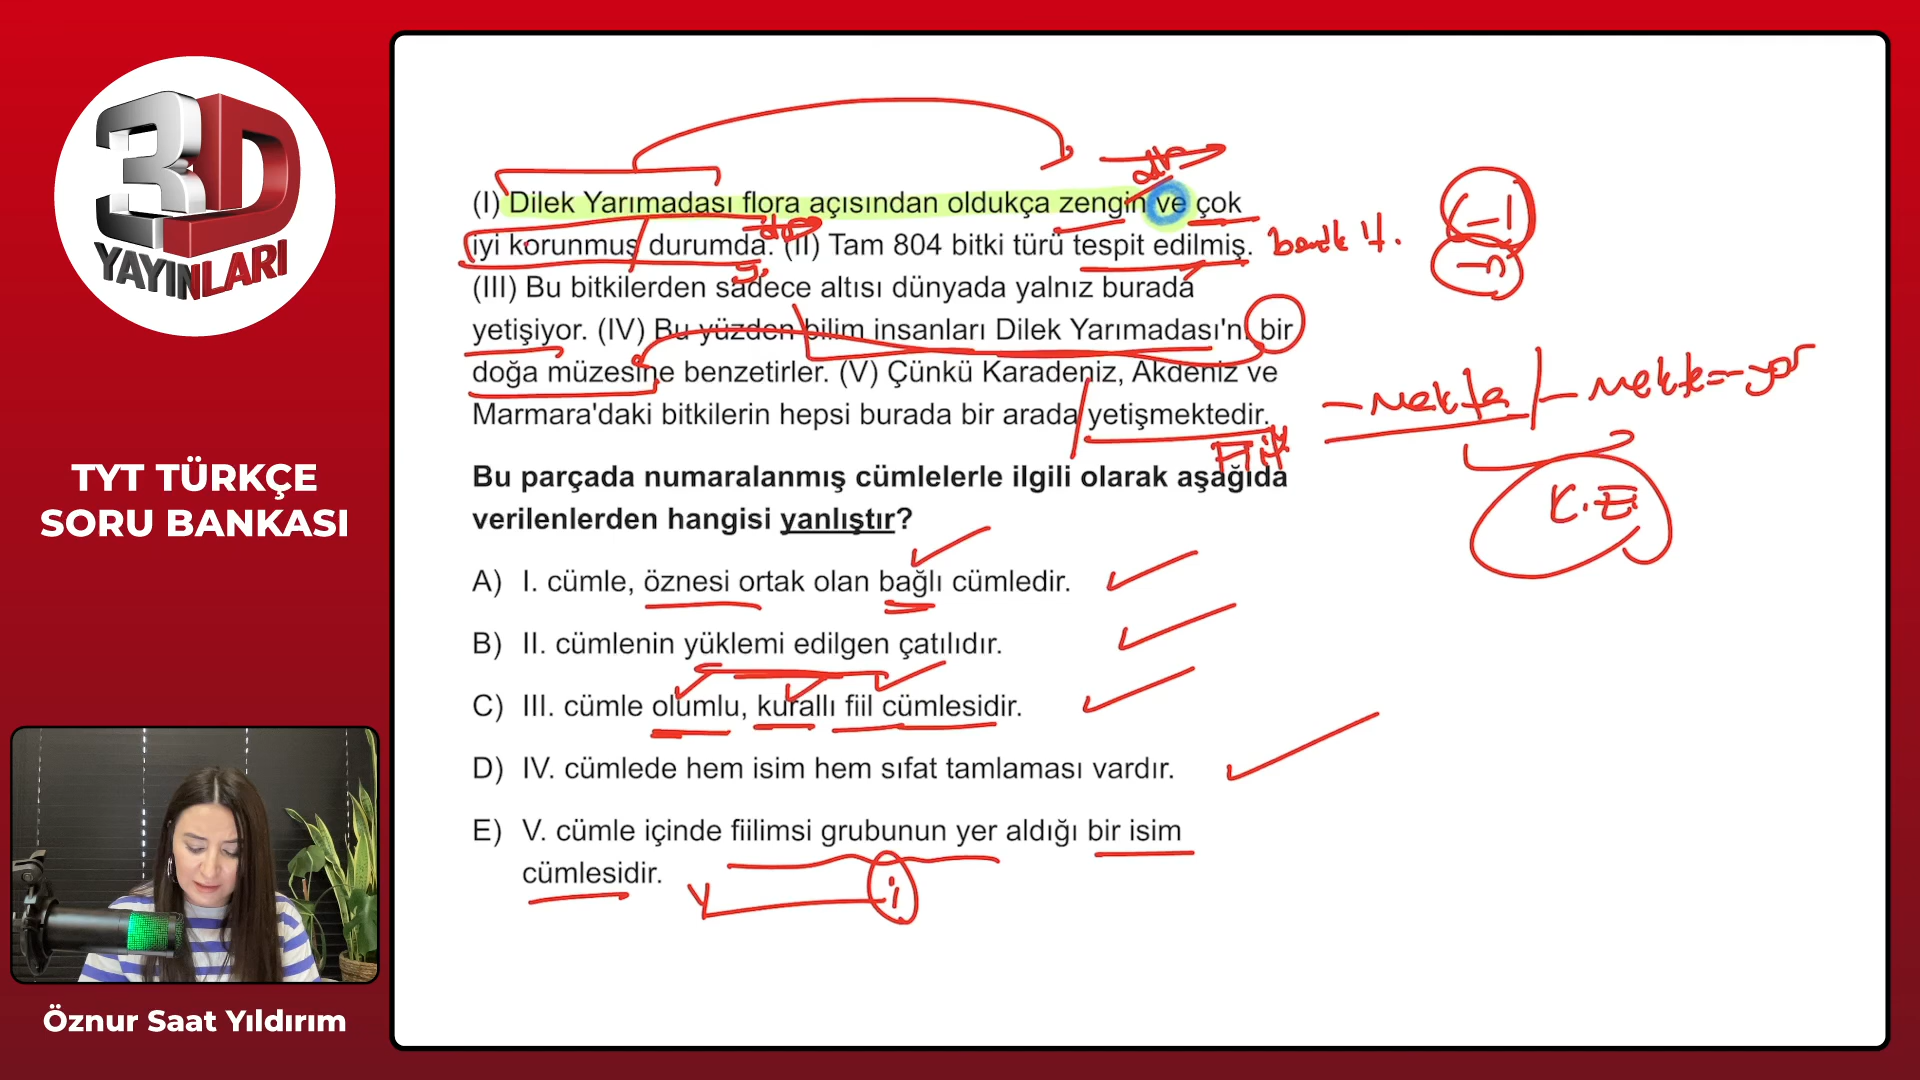 3D
YAYINLARI
TYT TÜRKÇE
SORU BANKASI
Öznur Saat Yıldırım
(I) Dilek Yarımadası flora açısından oldukça zengin ve çok
iyi korunmuş durumda. (II) Tam 804 bitki türü tespit edilmiş.
(III) Bu bitkilerden sadece altısı dünyada yalnız burada
yetişiyor. (IV) Bu yüzden bilim insanları Dilek Yarımadası'nı bir
doğa müzesine benzetirler. (V) Çünkü Karadeniz, Akdeniz ve
Marmara'daki bitkilerin hepsi burada bir arada yetişmektedir.
-l
-n
-mekte -mekte=-yor
Fiil
K.E
Bu parçada numaralanmış cümlelerle ilgili olarak aşağıda
verilenlerden hangisi yanlıştır?
A) I. cümle, öznesi ortak olan bağlı cümledir.
B) II. cümlenin yüklemi edilgen çatılıdır.
C) III. cümle olumlu, kurallı fiil cümlesidir.
D) IV. cümlede hem isim hem sıfat tamlaması vardır.
E) V. cümle içinde fiilimsi grubunun yer aldığı bir isim
cümlesidir.